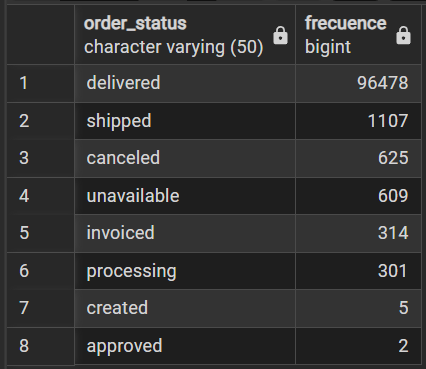 order_status frecuence
character varying (50) bigint
1 delivered 96478
2 shipped 1107
3 canceled 625
4 unavailable 609
5 invoiced 314
6 processing 301
7 created 5
8 approved 2